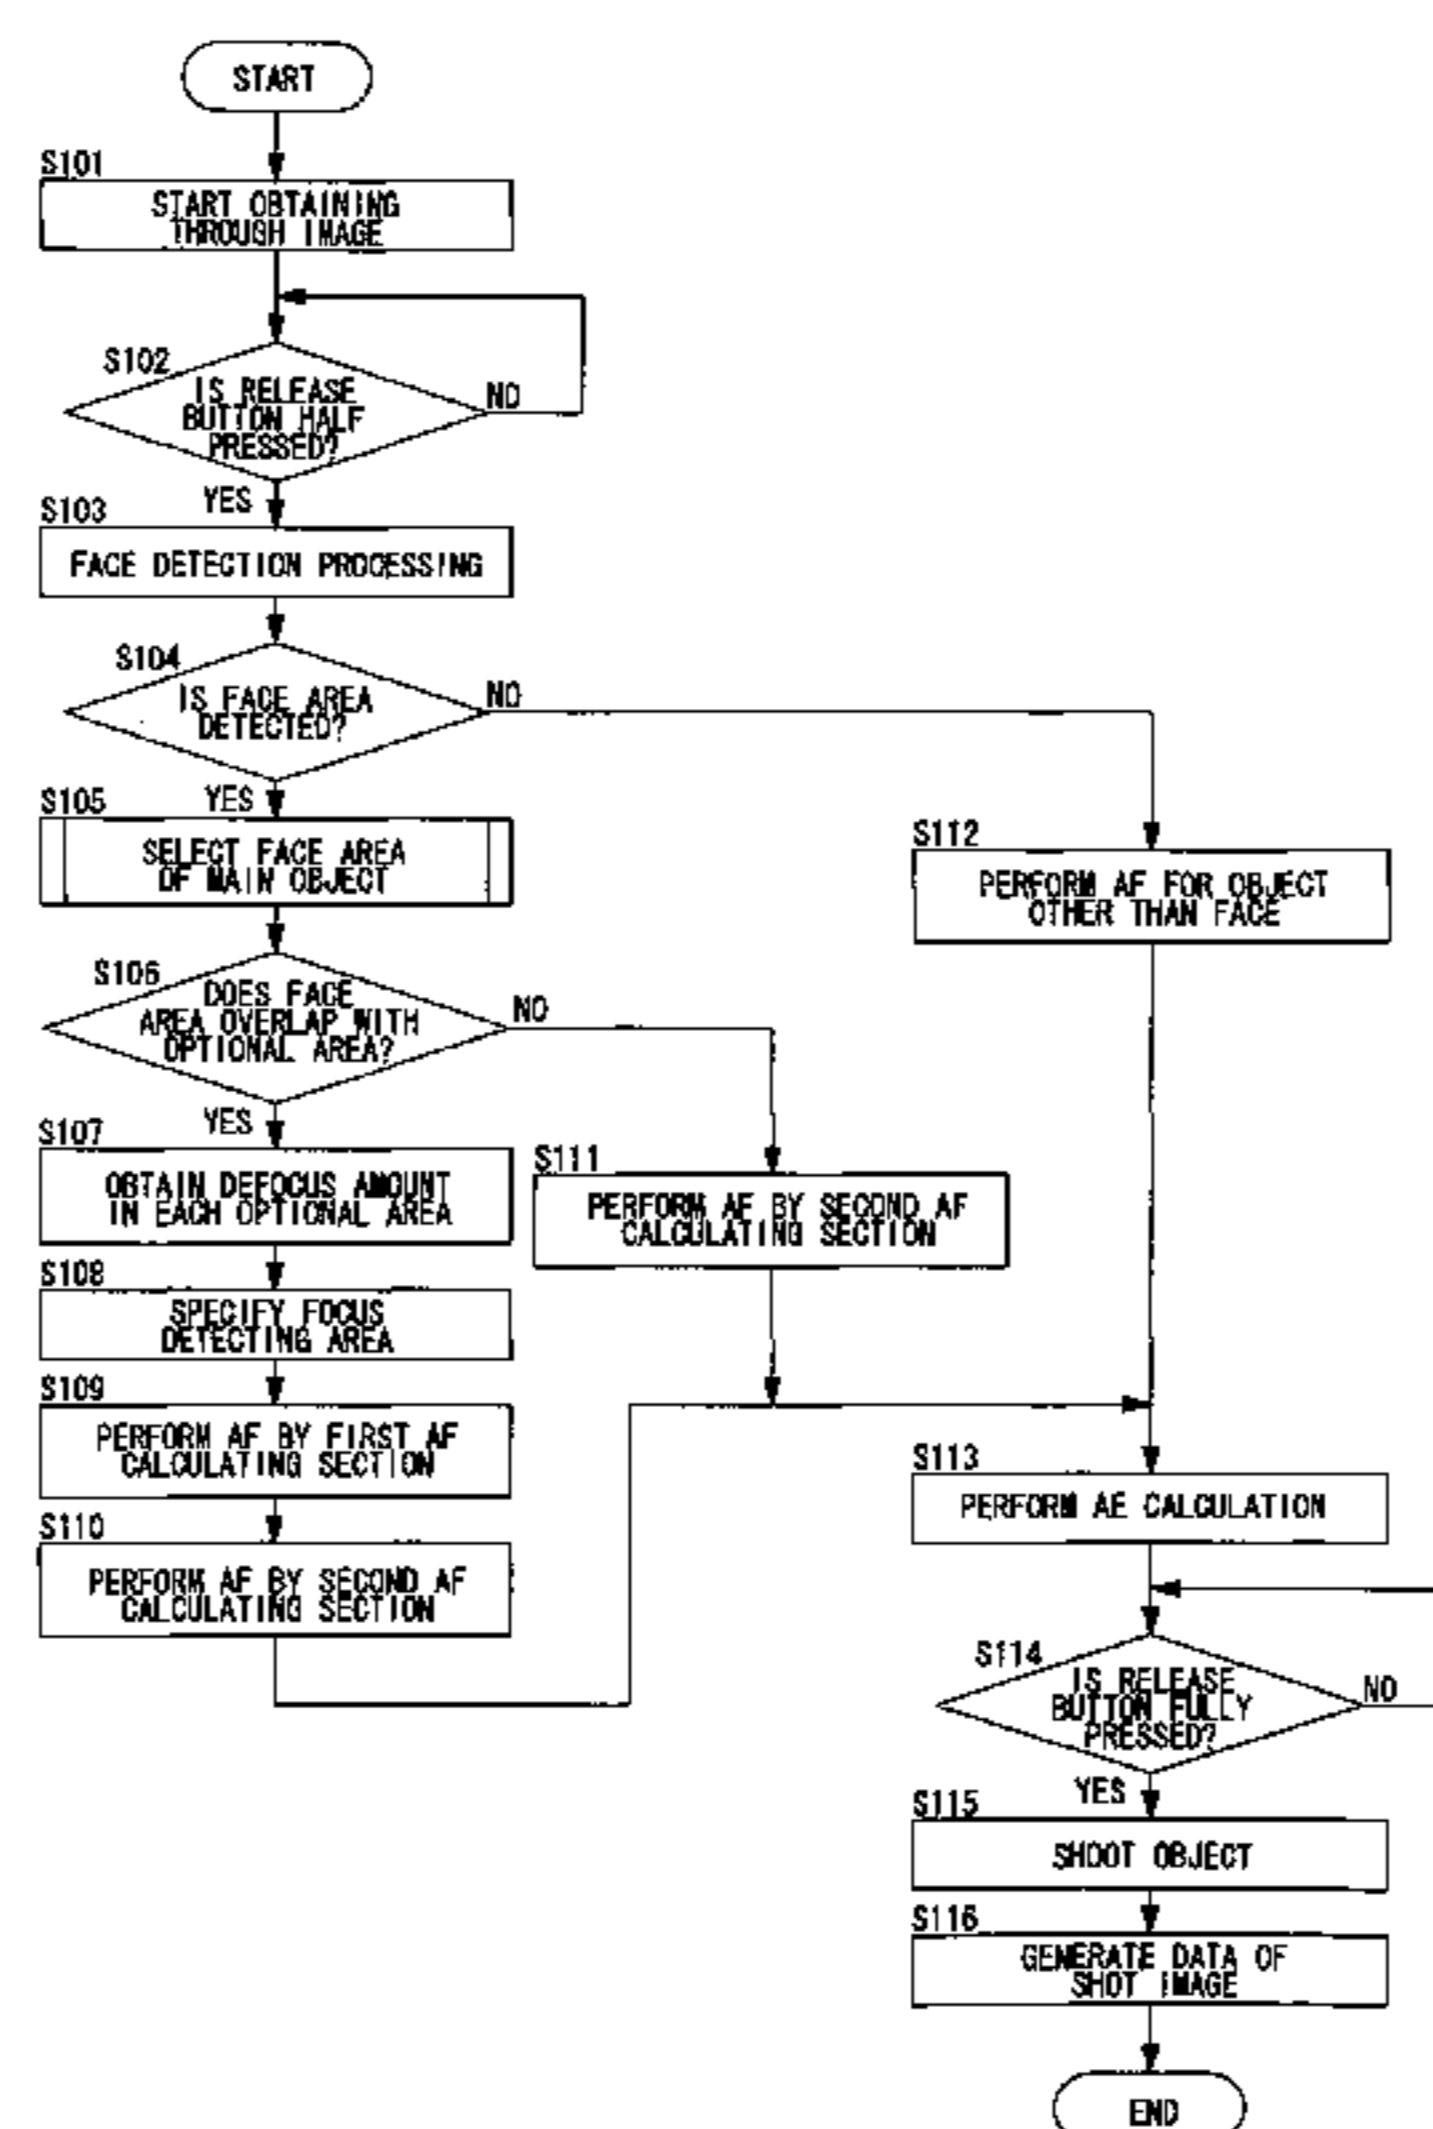 START
S101
START OBTAINING
THROUGH IMAGE
S102
IS RELEASE
BUTTON HALF
PRESSED?
NO
YES
S103
FACE DETECTION PROCESSING
S104
IS FACE AREA
DETECTED?
NO
YES
S105
SELECT FACE AREA
OF MAIN OBJECT
S106
DOES FACE
AREA OVERLAP WITH
OPTIONAL AREA?
NO
YES
S107
OBTAIN DEFOCUS AMOUNT
IN EACH OPTIONAL AREA
S108
SPECIFY FOCUS
DETECTING AREA
S109
PERFORM AF BY FIRST AF
CALCULATING SECTION
S110
PERFORM AF BY SECOND AF
CALCULATING SECTION
S111
PERFORM AF BY SECOND AF
CALCULATING SECTION
S112
PERFORM AF FOR OBJECT
OTHER THAN FACE
S113
PERFORM AE CALCULATION
S114
IS RELEASE
BUTTON FULLY
PRESSED?
NO
YES
S115
SHOOT OBJECT
S116
GENERATE DATA OF
SHOT IMAGE
END